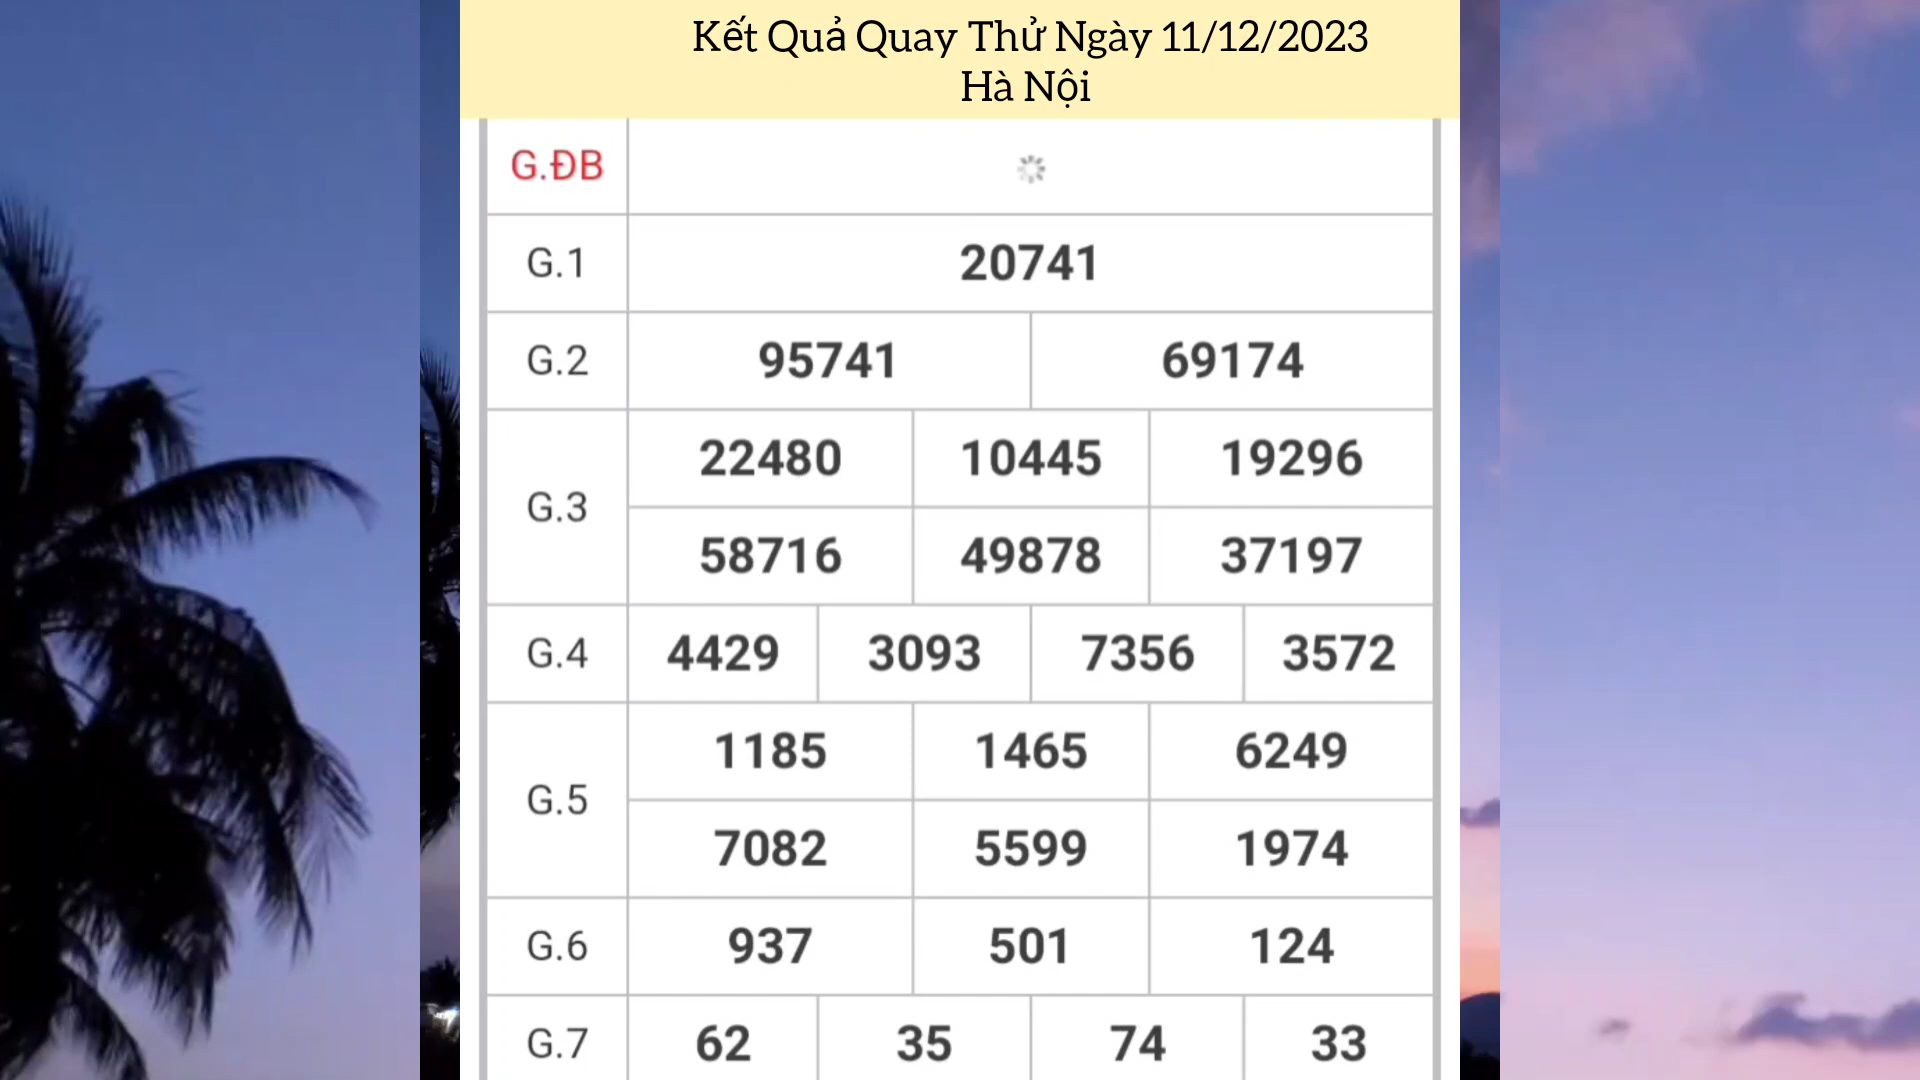 Kết Quả Quay Thử Ngày 11/12/2023
Hà Nội
G.ĐB
G.1 20741
G.2 95741 69174
G.3 22480 10445 19296
58716 49878 37197
G.4 4429 3093 7356 3572
G.5 1185 1465 6249
7082 5599 1974
G.6 937 501 124
G.7 62 35 74 33